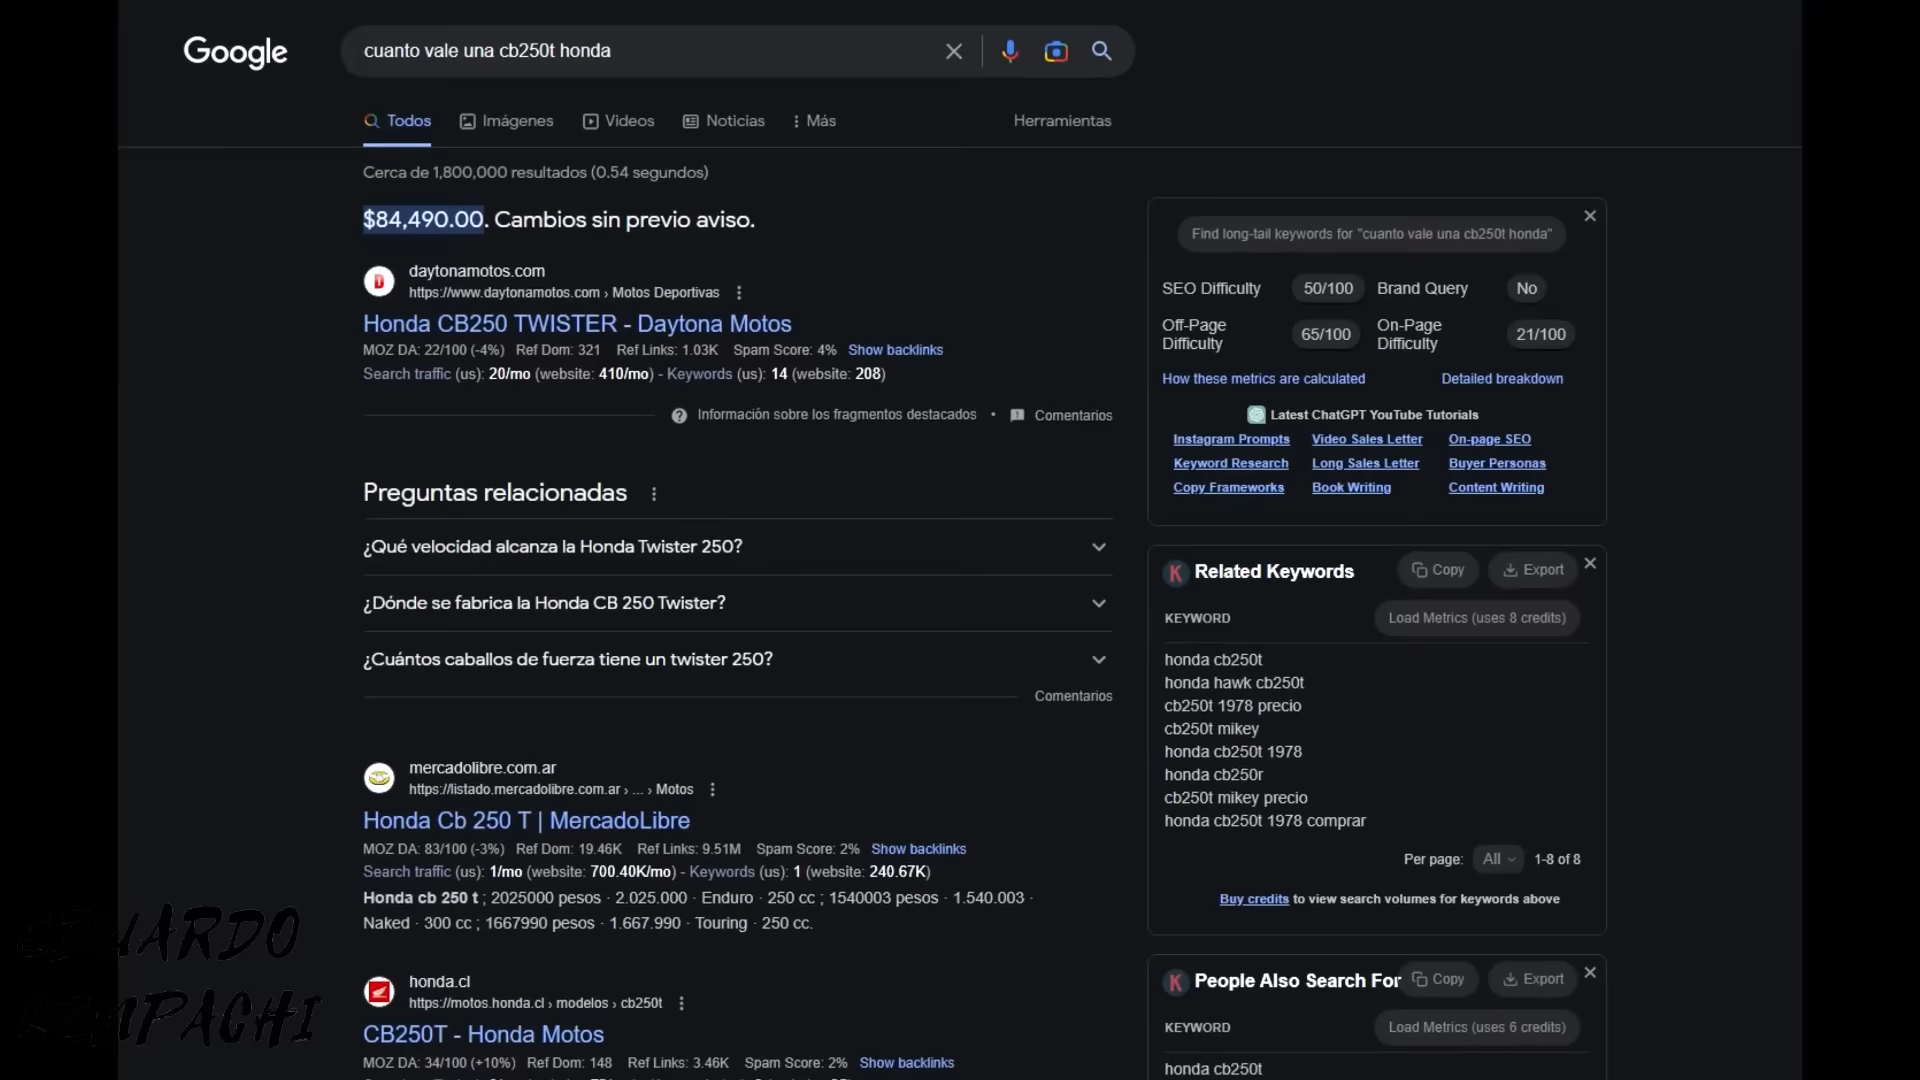 Google
cuanto vale una cb250t honda
Todos
Imágenes
Videos
Noticias
Más
Herramientas
Cerca de 1,800,000 resultados (0.54 segundos)
$84,490.00. Cambios sin previo aviso.
daytonamotos.com
https://www.daytonamotos.com › Motos Deportivas
Honda CB250 TWISTER - Daytona Motos
MOZ DA: 22/100 (-4%) Ref Dom: 321 Ref Links: 1.03K Spam Score: 4% Show backlinks
Search traffic (us): 20/mo (website: 410/mo) - Keywords (us): 14 (website: 208)
Información sobre los fragmentos destacados • Comentarios
Preguntas relacionadas
¿Qué velocidad alcanza la Honda Twister 250?
¿Dónde se fabrica la Honda CB 250 Twister?
¿Cuántos caballos de fuerza tiene un twister 250?
Comentarios
mercadolibre.com.ar
https://listado.mercadolibre.com.ar › ... › Motos
Honda Cb 250 T | MercadoLibre
MOZ DA: 83/100 (-3%) Ref Dom: 19.46K Ref Links: 9.51M Spam Score: 2% Show backlinks
Search traffic (us): 1/mo (website: 700.40K/mo) - Keywords (us): 1 (website: 240.67K)
Honda cb 250 t ; 2025000 pesos · 2.025.000 · Enduro · 250 cc ; 1540003 pesos · 1.540.003 ·
Naked · 300 cc ; 1667990 pesos · 1.667.990 · Touring · 250 cc.
honda.cl
https://motos.honda.cl › modelos › cb250t
CB250T - Honda Motos
MOZ DA: 34/100 (+10%) Ref Dom: 148 Ref Links: 3.46K Spam Score: 2% Show backlinks
Find long-tail keywords for "cuanto vale una cb250t honda"
SEO Difficulty 50/100 Brand Query No
Off-Page Difficulty 65/100 On-Page Difficulty 21/100
How these metrics are calculated Detailed breakdown
Latest ChatGPT YouTube Tutorials
Instagram Prompts Video Sales Letter On-page SEO
Keyword Research Long Sales Letter Buyer Personas
Copy Frameworks Book Writing Content Writing
K Related Keywords Copy Export
KEYWORD Load Metrics (uses 8 credits)
honda cb250t
honda hawk cb250t
cb250t 1978 precio
cb250t mikey
honda cb250t 1978
honda cb250r
cb250t mikey precio
honda cb250t 1978 comprar
Per page: All 1-8 of 8
Buy credits to view search volumes for keywords above
K People Also Search For Copy Export
KEYWORD Load Metrics (uses 6 credits)
honda cb250t